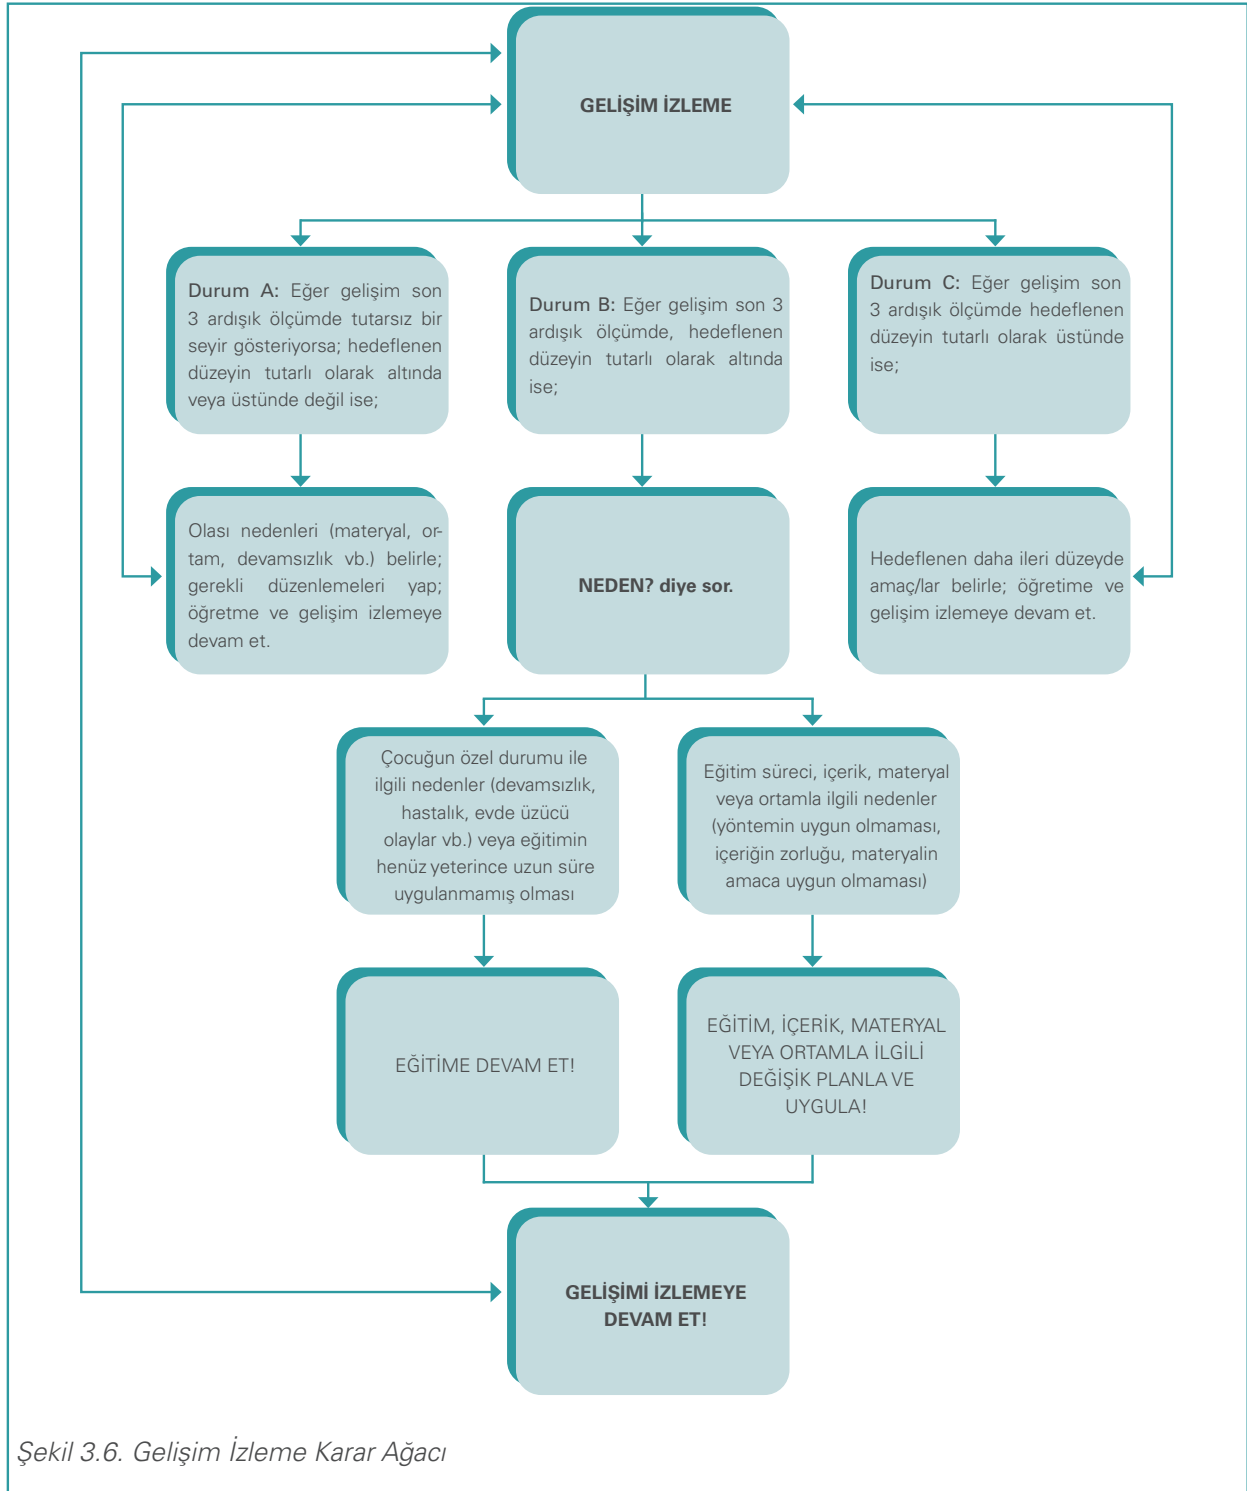 GELİŞİM İZLEME
Durum A: Eğer gelişim son
3 ardışık ölçümde tutarsız bir
seyir gösteriyorsa; hedeflenen
düzeyin tutarlı olarak altında
veya üstünde değil ise;
Durum B: Eğer gelişim son 3
ardışık ölçümde, hedeflenen
düzeyin tutarlı olarak altında
ise;
Durum C: Eğer gelişim son
3 ardışık ölçümde hedeflenen
düzeyin tutarlı olarak üstünde
ise;
Olası nedenleri (materyal, or-
tam, devamsızlık vb.) belirle;
gerekli düzenlemeleri yap;
öğretme ve gelişim izlemeye
devam et.
NEDEN? diye sor.
Hedeflenen daha ileri düzeyde
amaç/lar belirle; öğretime ve
gelişim izlemeye devam et.
Çocuğun özel durumu ile
ilgili nedenler (devamsızlık,
hastalık, evde üzücü
olaylar vb.) veya eğitimin
henüz yeterince uzun süre
uygulanmamış olması
Eğitim süreci, içerik, materyal
veya ortamla ilgili nedenler
(yöntemin uygun olmaması,
içeriğin zorluğu, materyalin
amaca uygun olmaması)
EĞİTİME DEVAM ET!
EĞİTİM, İÇERİK, MATERYAL
VEYA ORTAMLA İLGİLİ
DEĞİŞİK PLANLA VE
UYGULA!
GELİŞİMİ İZLEMEYE
DEVAM ET!
Şekil 3.6. Gelişim İzleme Karar Ağacı